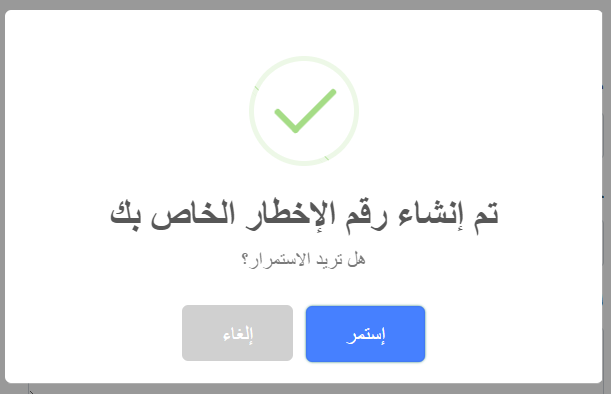 تم إنشاء رقم الإخطار الخاص بك
هل تريد الاستمرار؟
إستمر
إلغاء